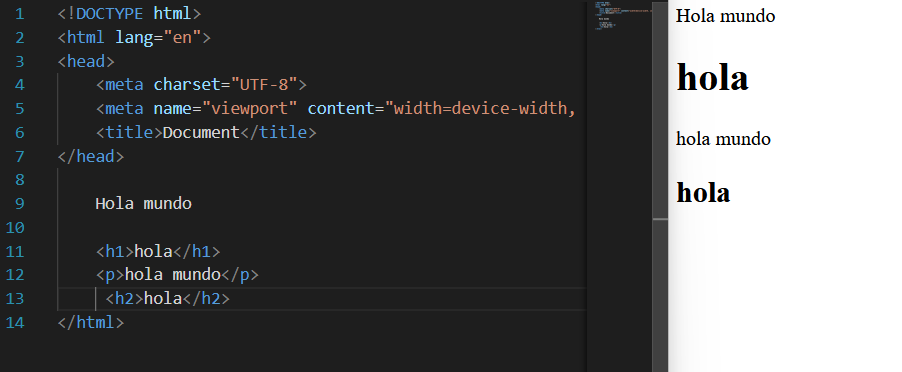 1 <!DOCTYPE html>
2 <html lang="en">
3 <head>
4 <meta charset="UTF-8">
5 <meta name="viewport" content="width=device-width,
6 <title>Document</title>
7 </head>
8
9 Hola mundo
10
11 <h1>hola</h1>
12 <p>hola mundo</p>
13 <h2>hola</h2>
14 </html>
Hola mundo
hola
hola mundo
hola